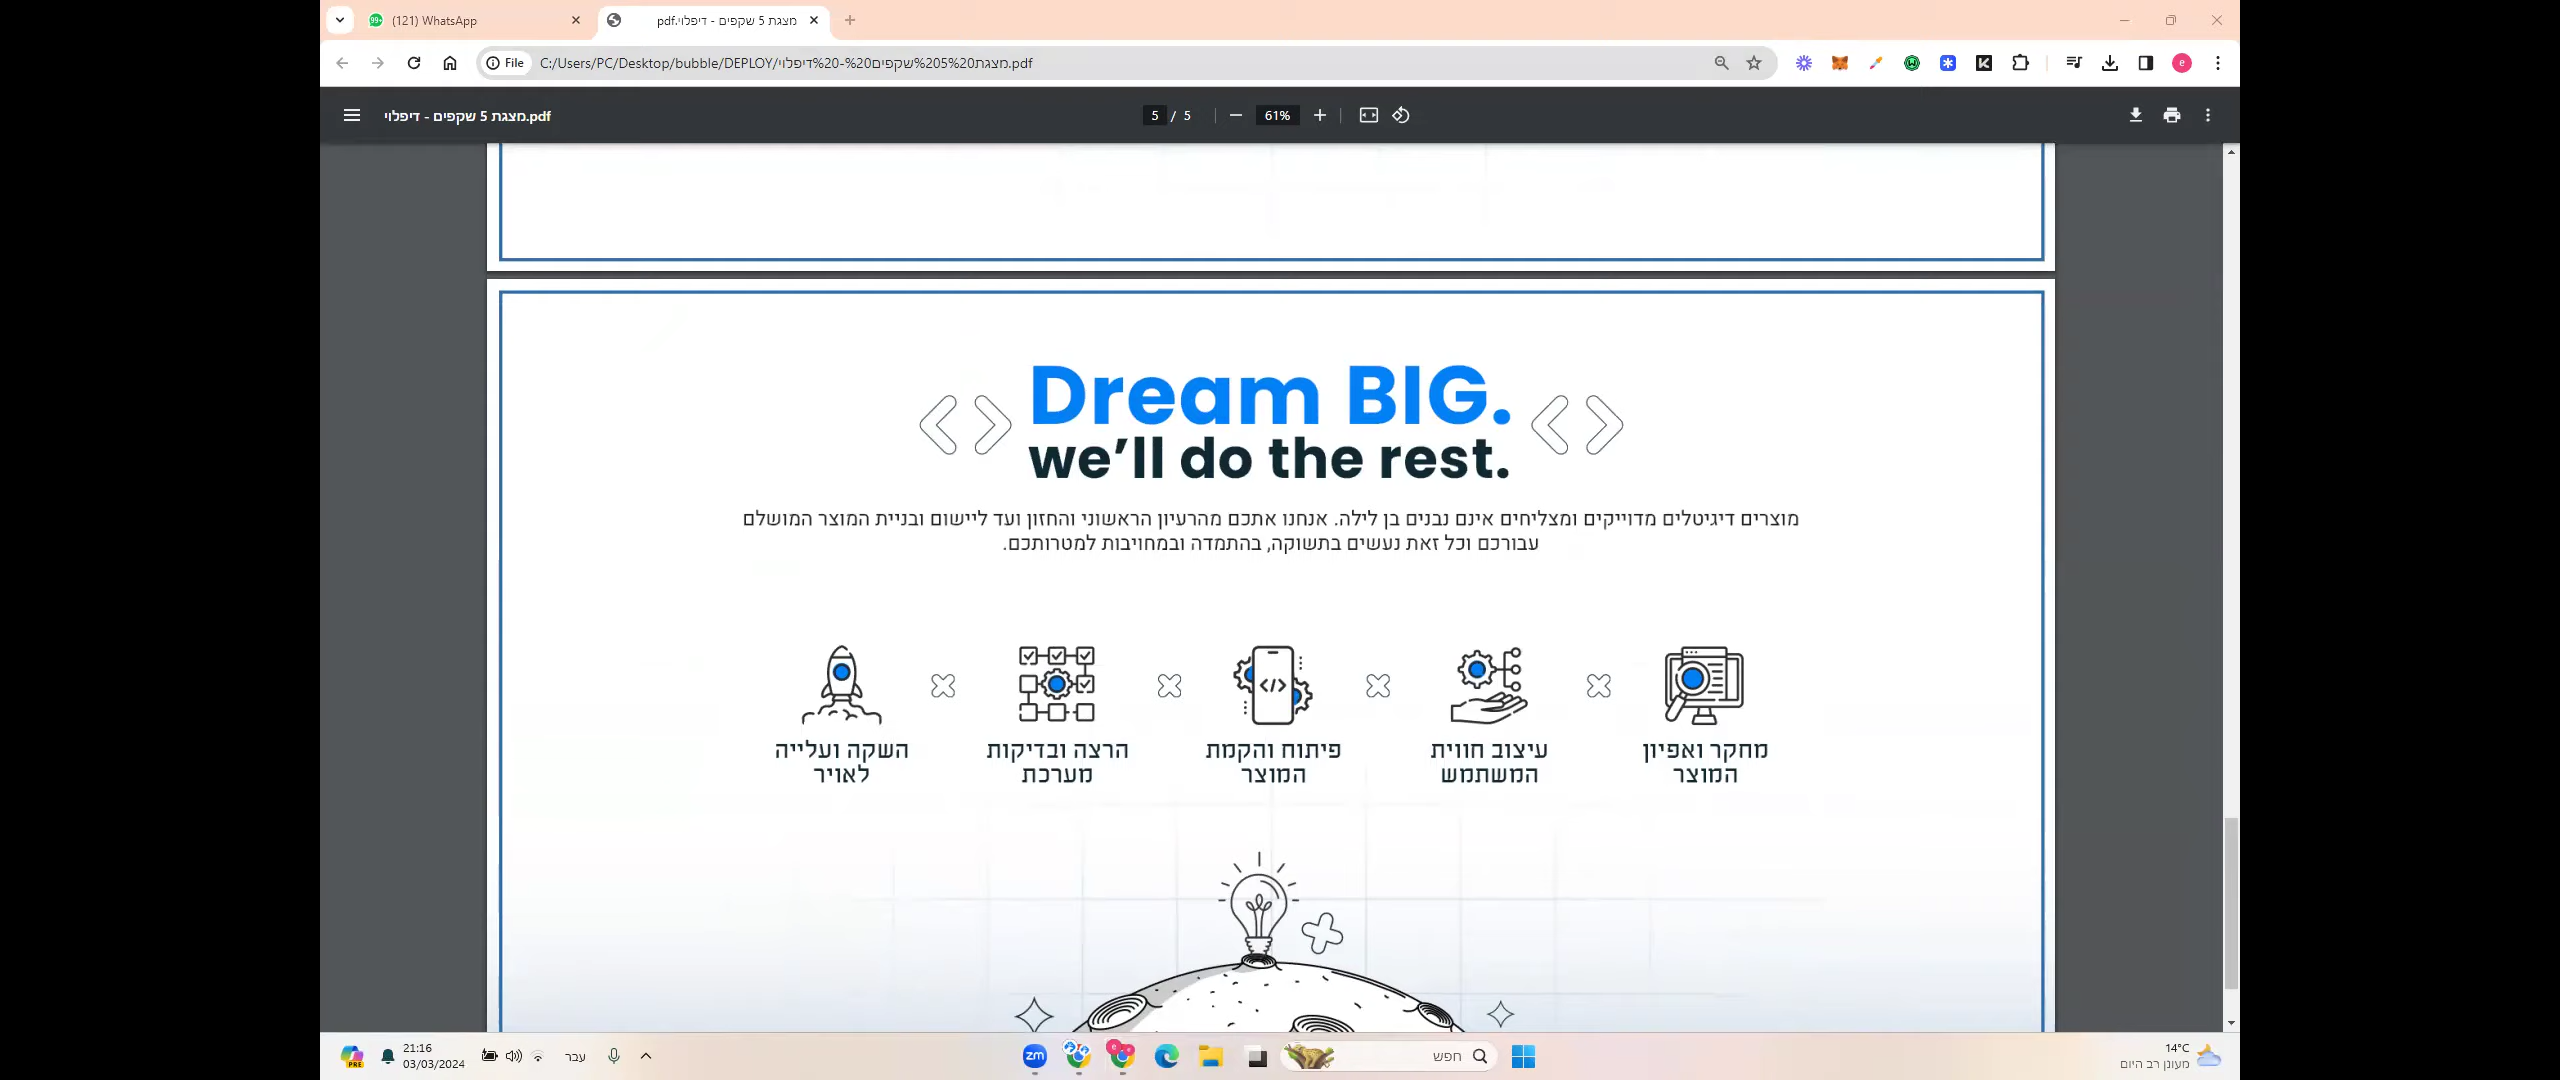 (121) WhatsApp
מצגת 5 שקפים - דיפלוי.pdf
File
C:/Users/PC/Desktop/bubble/DEPLOY/מצגת%205%20שקפים%20-%20דיפלוי.pdf
מצגת 5 שקפים - דיפלוי.pdf
5 / 5
61%
Dream BIG.
we’ll do the rest.
מוצרים דיגיטלים מדוייקים ומצליחים אינם נבנים בן לילה. אנחנו אתכם מהרעיון הראשוני והחזון ועד ליישום ובניית המוצר המושלם
עבורכם וכל זאת נעשים בתשוקה, בהתמדה ובמחויבות למטרותכם.
</>
מחקר ואפיון
המוצר
עיצוב חווית
המשתמש
פיתוח והקמת
המוצר
הרצה ובדיקות
מערכת
השקה ועלייה
לאויר
PRE
21:16
03/03/2024
עבר
zm
חפש
14°C
מעונן רב היום